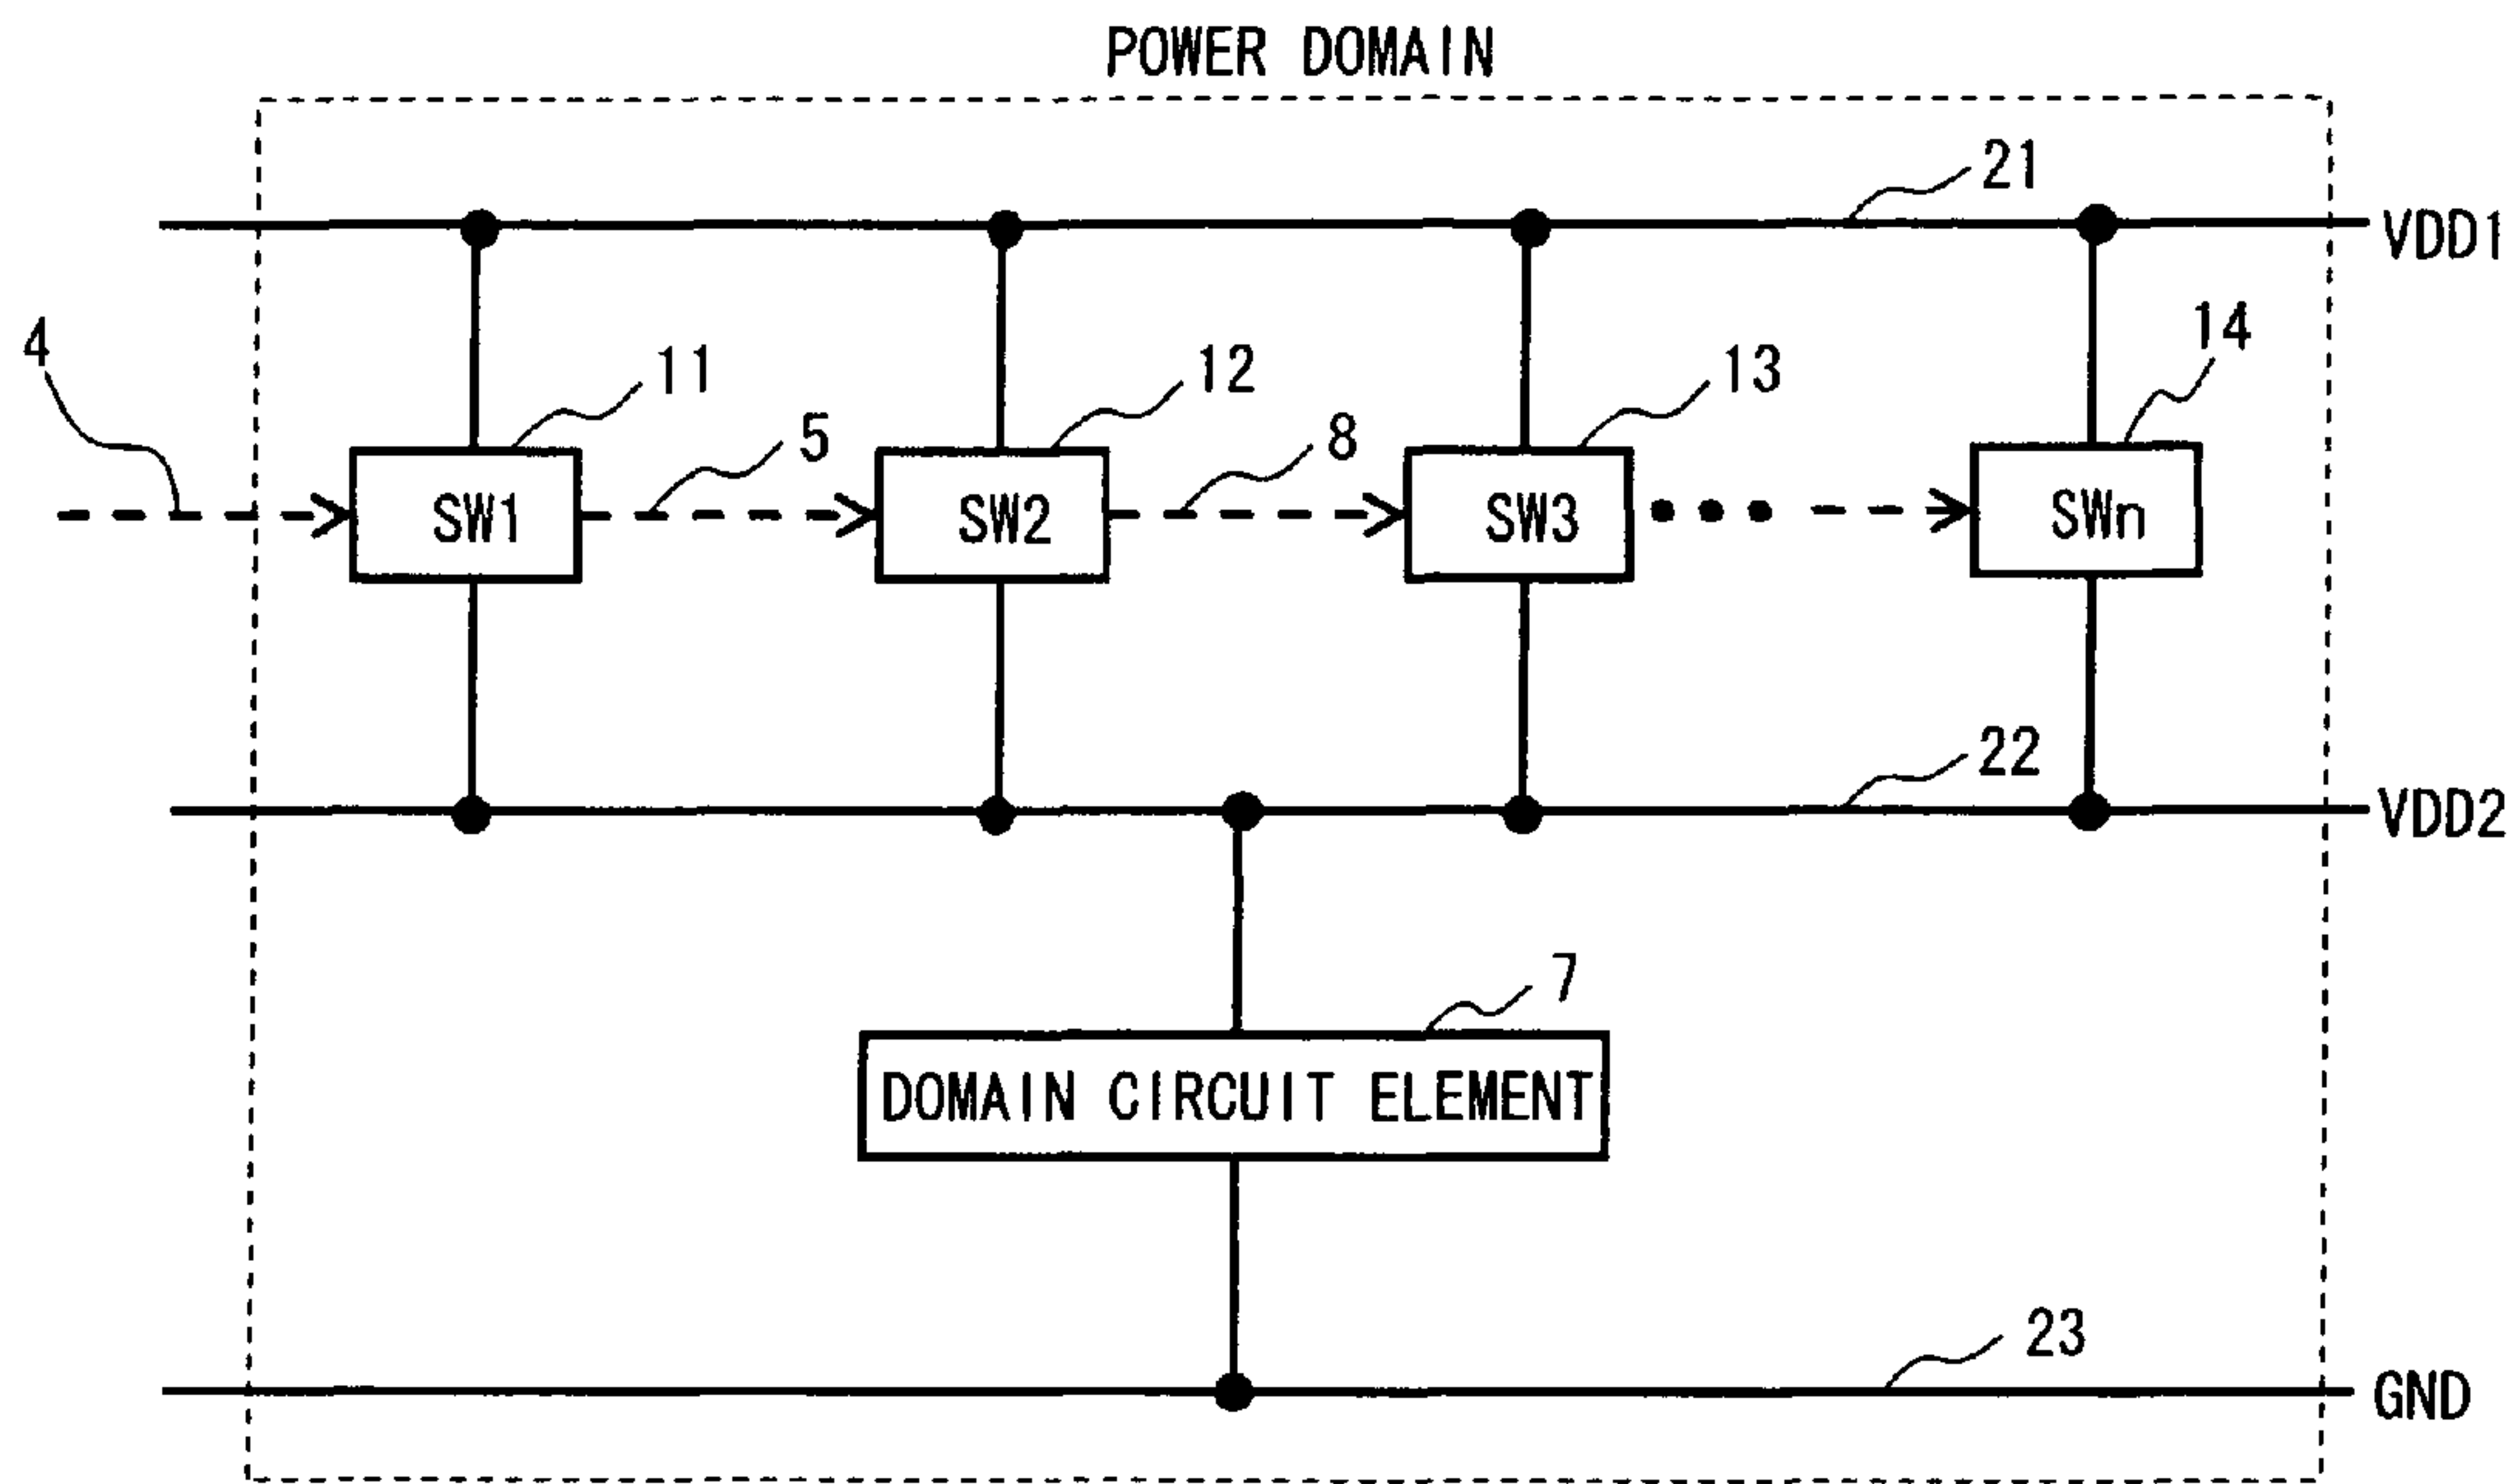 POWER DOMAIN
21
VDD1
4
11
5
12
8
13
14
SW1
SW2
SW3
SWn
22
VDD2
7
DOMAIN CIRCUIT ELEMENT
23
GND